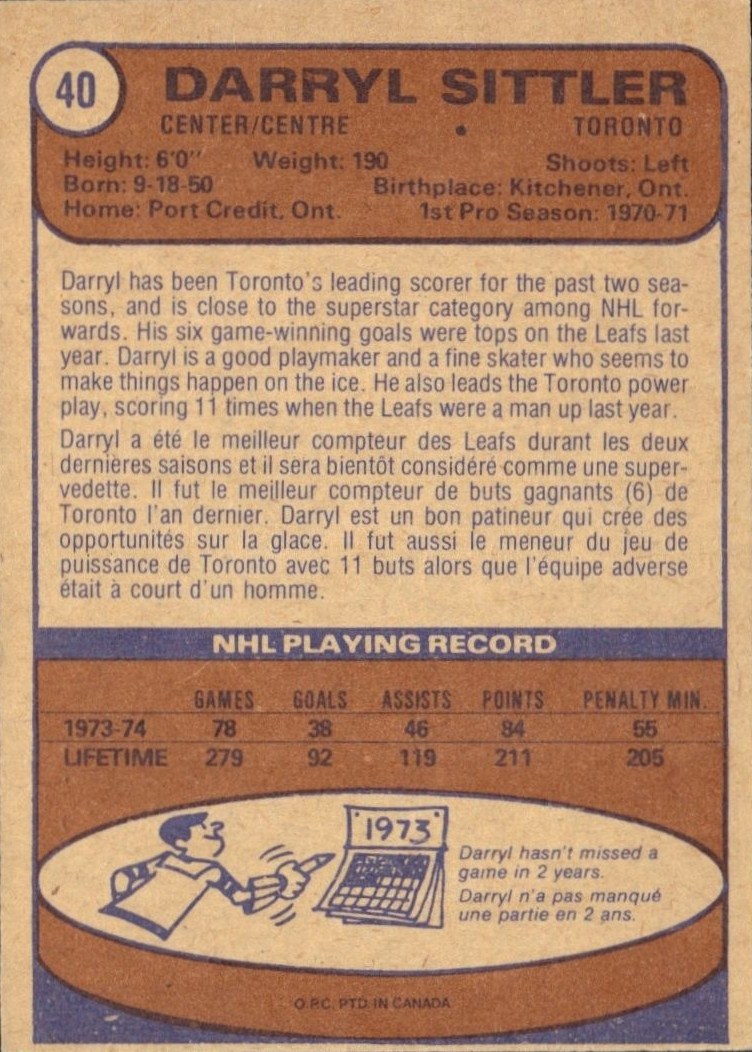 40
DARRYL SITTLER
CENTER/CENTRE • TORONTO
Height: 6'0" Weight: 190 Shoots: Left
Born: 9-18-50 Birthplace: Kitchener, Ont.
Home: Port Credit, Ont. 1st Pro Season: 1970-71
Darryl has been Toronto's leading scorer for the past two sea-
sons, and is close to the superstar category among NHL for-
wards. His six game-winning goals were tops on the Leafs last
year. Darryl is a good playmaker and a fine skater who seems to
make things happen on the ice. He also leads the Toronto power
play, scoring 11 times when the Leafs were a man up last year.
Darryl a été le meilleur compteur des Leafs durant les deux
dernières saisons et il sera bientôt considéré comme une super-
vedette. Il fut le meilleur compteur de buts gagnants (6) de
Toronto l'an dernier. Darryl est un bon patineur qui crée des
opportunités sur la glace. Il fut aussi le meneur du jeu de
puissance de Toronto avec 11 buts alors que l'équipe adverse
était à court d'un homme.
NHL PLAYING RECORD
GAMES GOALS ASSISTS POINTS PENALTY MIN.
1973-74 78 38 46 84 55
LIFETIME 279 92 119 211 205
1973
Darryl hasn't missed a
game in 2 years.
Darryl n'a pas manqué
une partie en 2 ans.
O.P.C. PTD. IN CANADA